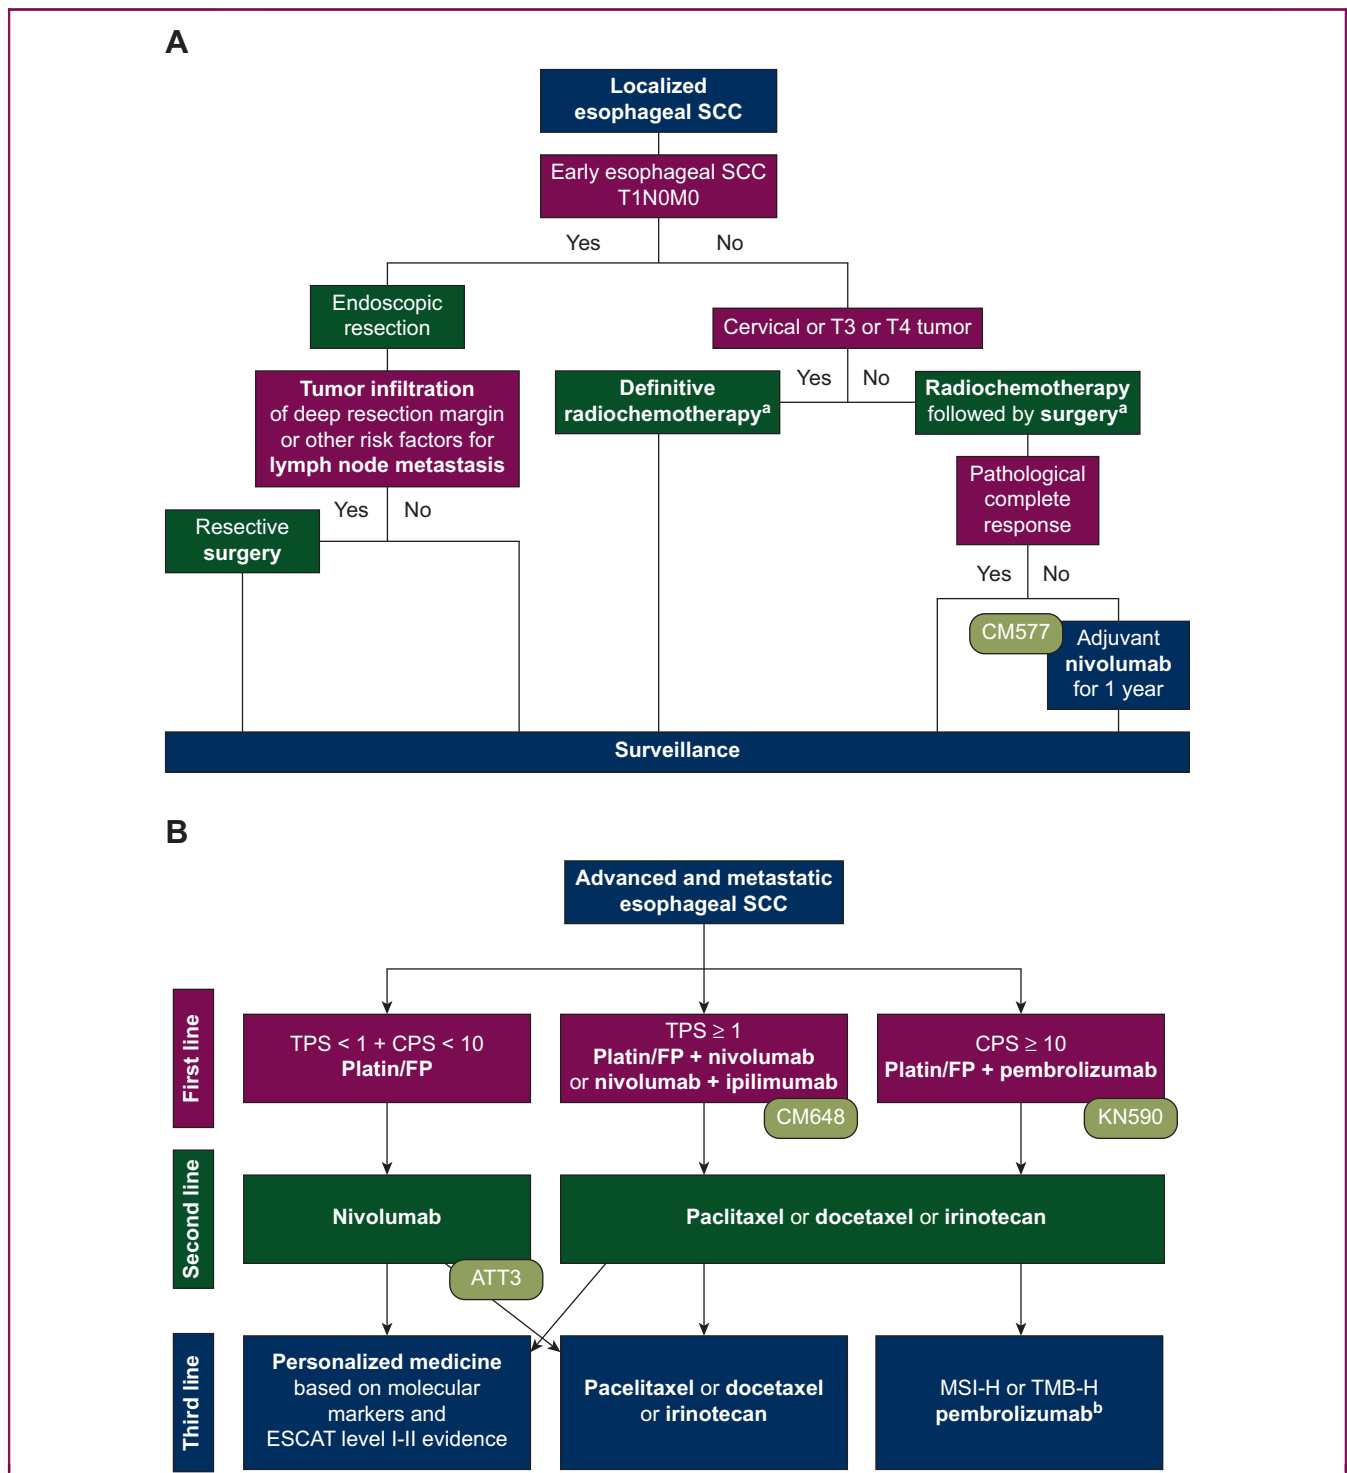 A
Localized
esophageal SCC
Early esophageal SCC
T1N0M0
Yes
No
Endoscopic
resection
Cervical or T3 or T4 tumor
Tumor infiltration
of deep resection margin
or other risk factors for
lymph node metastasis
Definitive
radiochemotherapyᵃ
Yes
No
Radiochemotherapy
followed by surgeryᵃ
Pathological
complete
response
Yes
No
Resective
surgery
Yes
No
CM577
Adjuvant
nivolumab
for 1 year
Surveillance
B
Advanced and metastatic
esophageal SCC
First line
TPS < 1 + CPS < 10
Platin/FP
TPS ≥ 1
Platin/FP + nivolumab
or nivolumab + ipilimumab
CM648
CPS ≥ 10
Platin/FP + pembrolizumab
KN590
Second line
Nivolumab
ATT3
Paclitaxel or docetaxel or irinotecan
Third line
Personalized medicine
based on molecular
markers and
ESCAT level I-II evidence
Pacelitaxel or docetaxel
or irinotecan
MSI-H or TMB-H
pembrolizumabᵇ